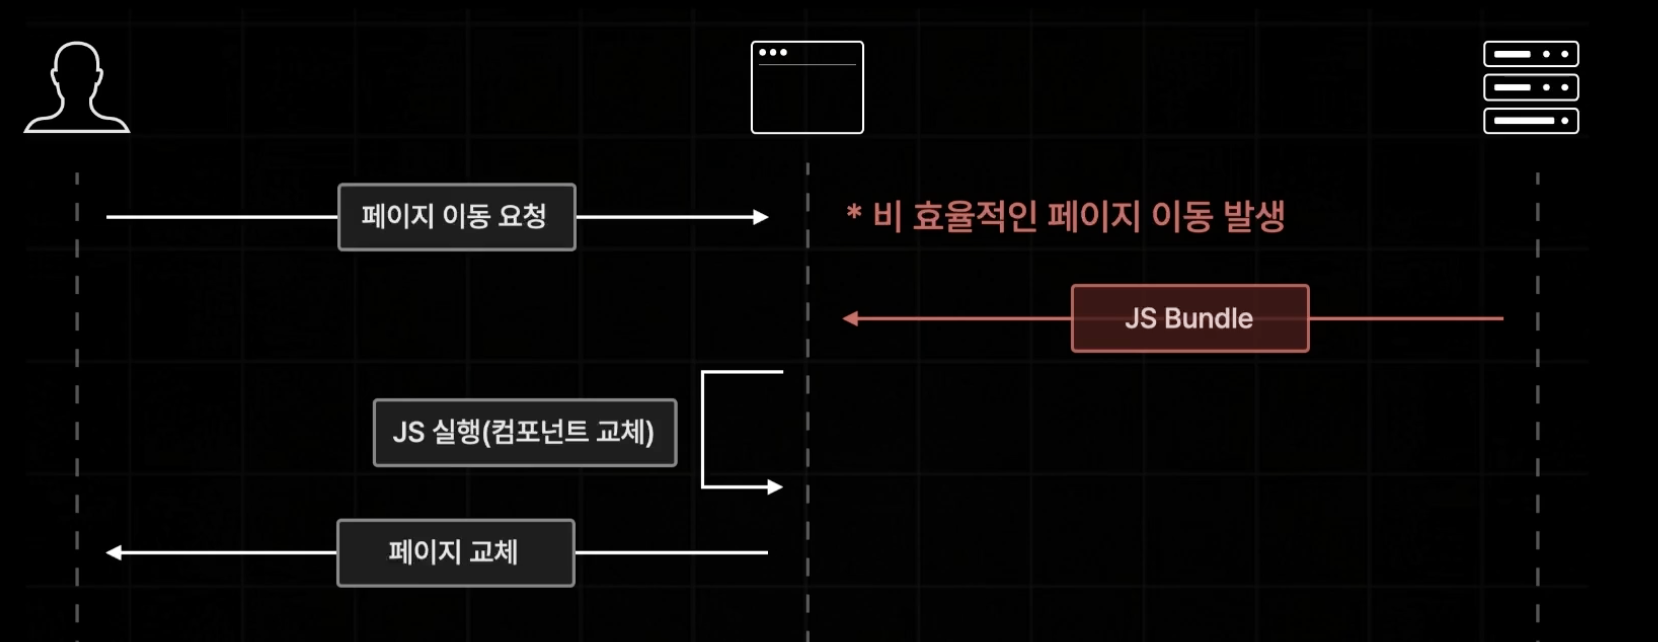 페이지 이동 요청
* 비 효율적인 페이지 이동 발생
JS Bundle
JS 실행(컴포넌트 교체)
페이지 교체